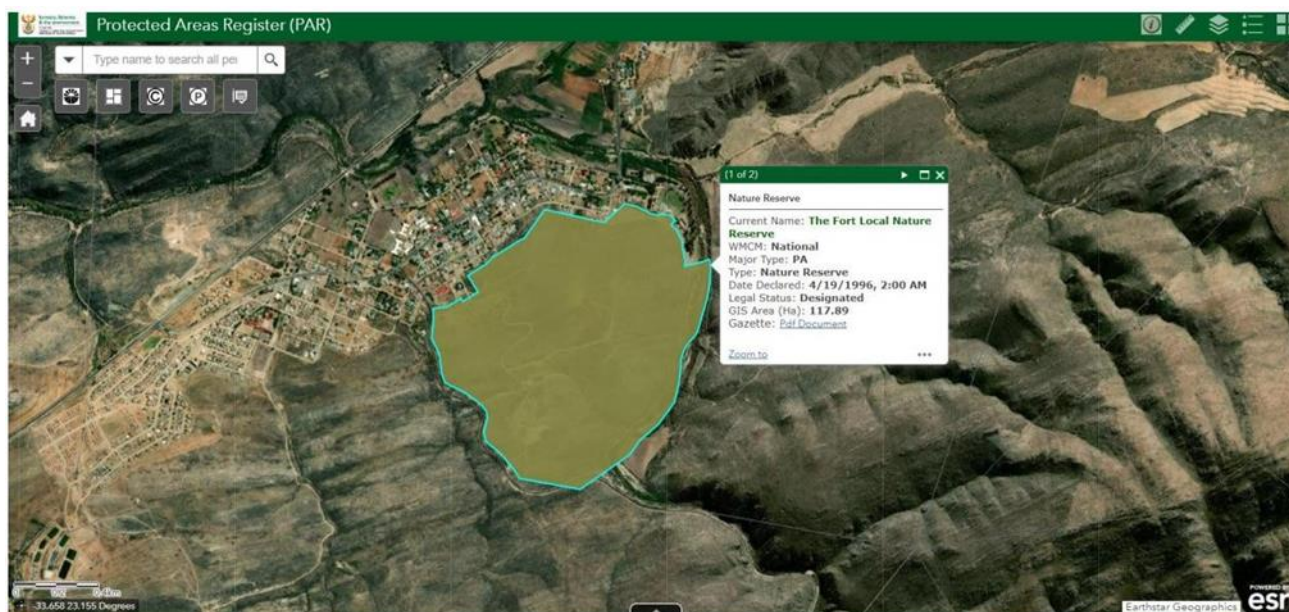 Protected Areas Register (PAR)
Type name to search all per
(1 of 2)
Nature Reserve
Current Name: The Fort Local Nature
Reserve
WMCM: National
Major Type: PA
Type: Nature Reserve
Date Declared: 4/19/1996, 2:00 AM
Legal Status: Designated
GIS Area (Ha): 117.89
Gazette: Pdf Document
Zoom to
-33.658 23.155 Degrees
Earthstar Geographics
POWERED BY
esri